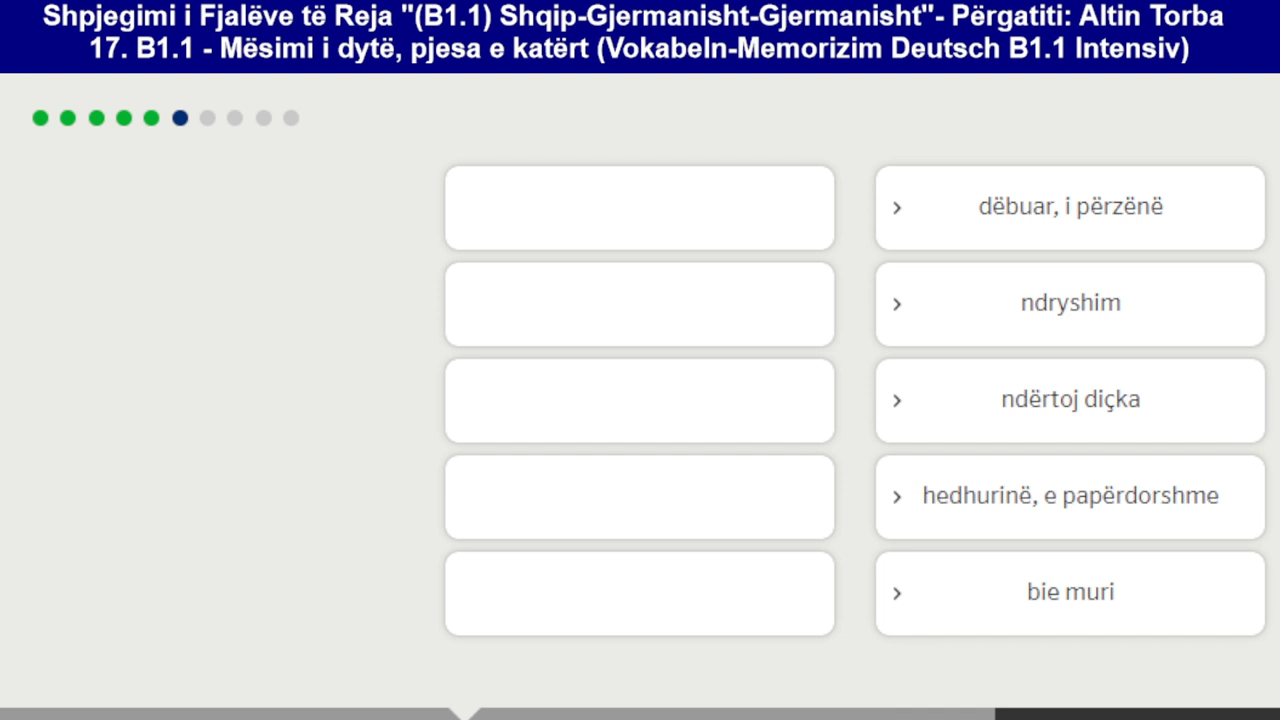 Shpjegimi i Fjalëve të Reja "(B1.1) Shqip-Gjermanisht-Gjermanisht"- Përgatiti: Altin Torba
17. B1.1 - Mësimi i dytë, pjesa e katërt (Vokabeln-Memorizim Deutsch B1.1 Intensiv)
dëbuar, i përzënë
ndryshim
ndërtoj diçka
hedhurinë, e papërdorshme
bie muri